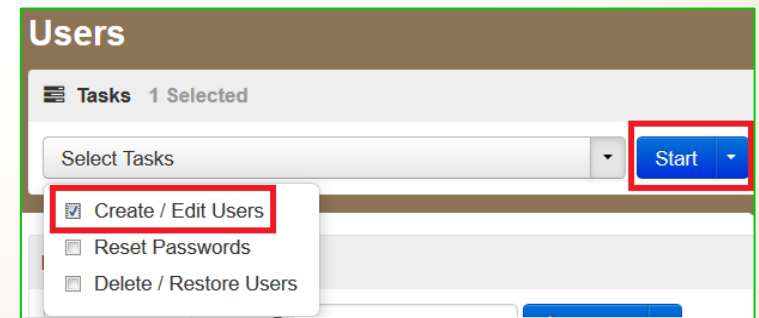 Users
Tasks 1 Selected
Select Tasks
Start
Create / Edit Users
Reset Passwords
Delete / Restore Users